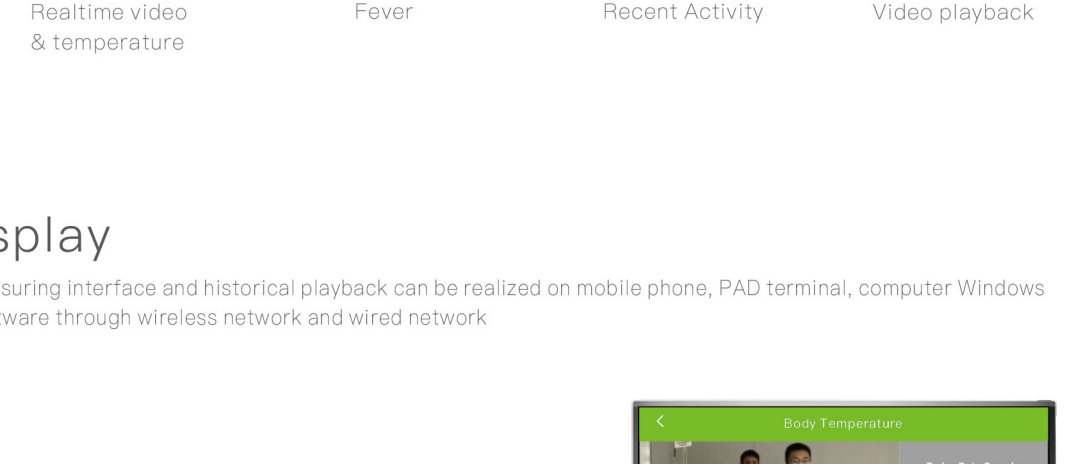 Realtime video
& temperature
Fever
Recent Activity
Video playback
splay
suring interface and historical playback can be realized on mobile phone, PAD terminal, computer Windows
tware through wireless network and wired network
Body Temperature